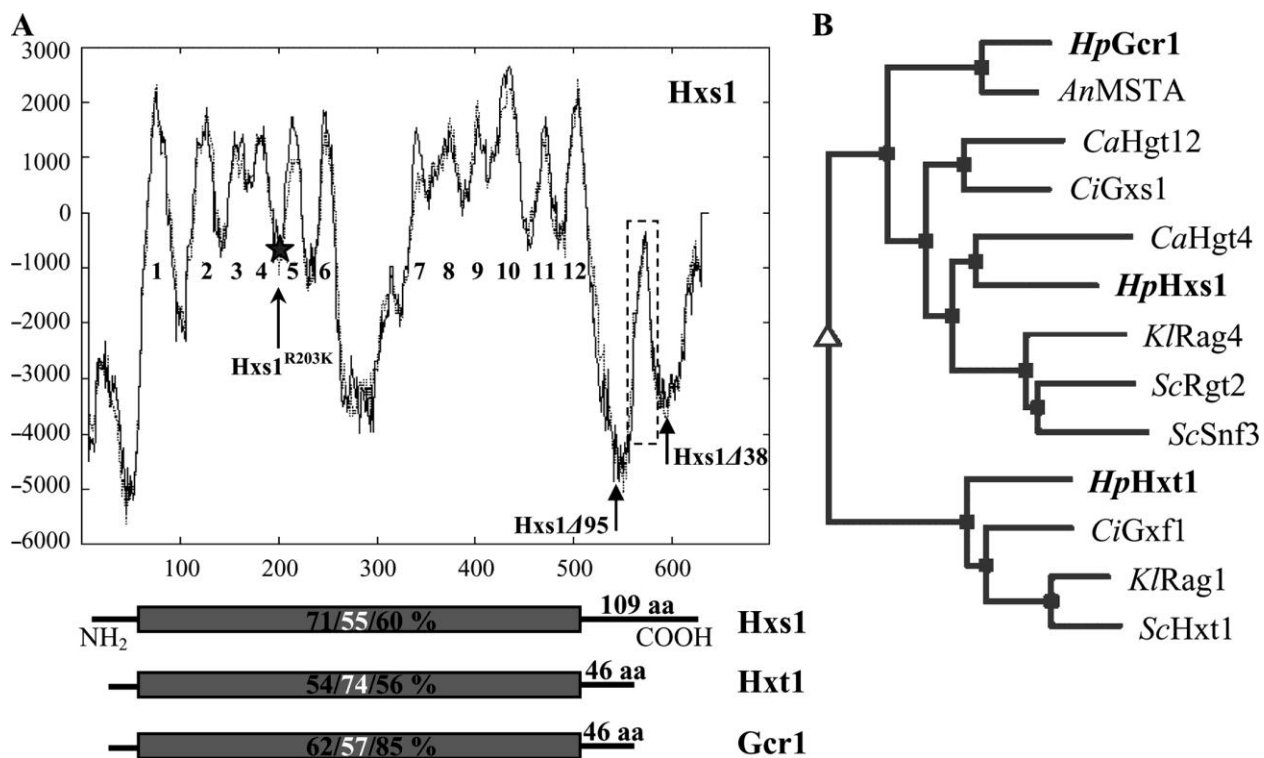 A
B
3000
2000
1000
0
-1000
-2000
-3000
-4000
-5000
-6000
Hxs1
1 2 3 4 5 6 7 8 9 10 11 12
Hxs1R203K
Hxs1Δ38
Hxs1Δ95
100 200 300 400 500 600
71/55/60 %
109 aa
NH2
COOH
Hxs1
54/74/56 %
46 aa
Hxt1
62/57/85 %
46 aa
Gcr1
HpGcr1
AnMSTA
CaHgt12
CiGxs1
CaHgt4
HpHxs1
KlRag4
ScRgt2
ScSnf3
HpHxt1
CiGxf1
KlRag1
ScHxt1